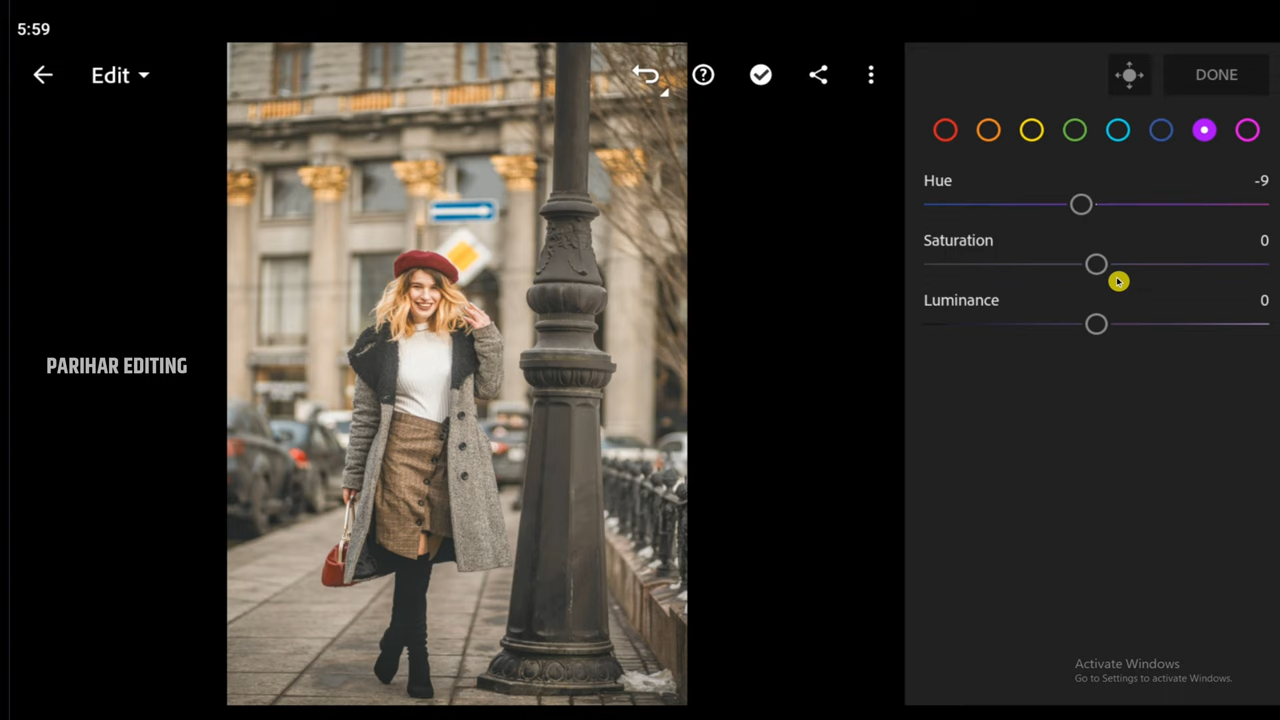 5:59
Edit
DONE
Hue -9
Saturation 0
Luminance 0
PARIHAR EDITING
Activate Windows
Go to Settings to activate Windows.